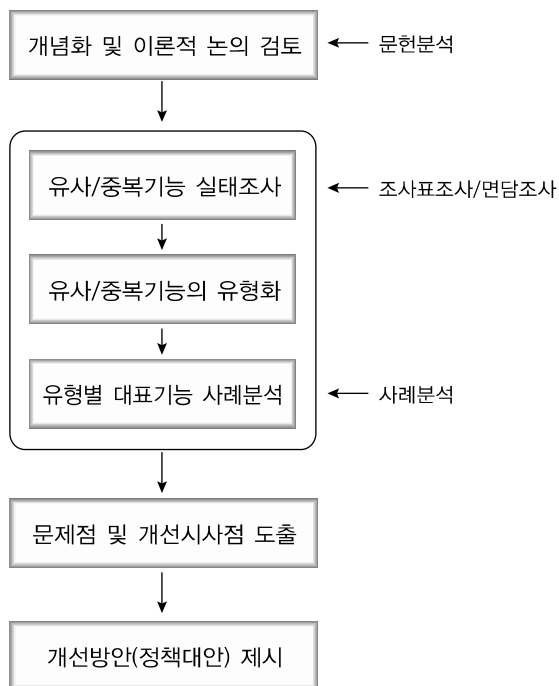 개념화 및 이론적 논의 검토
문헌분석
유사/중복기능 실태조사
조사표조사/면담조사
유사/중복기능의 유형화
유형별 대표기능 사례분석
사례분석
문제점 및 개선시사점 도출
개선방안(정책대안) 제시